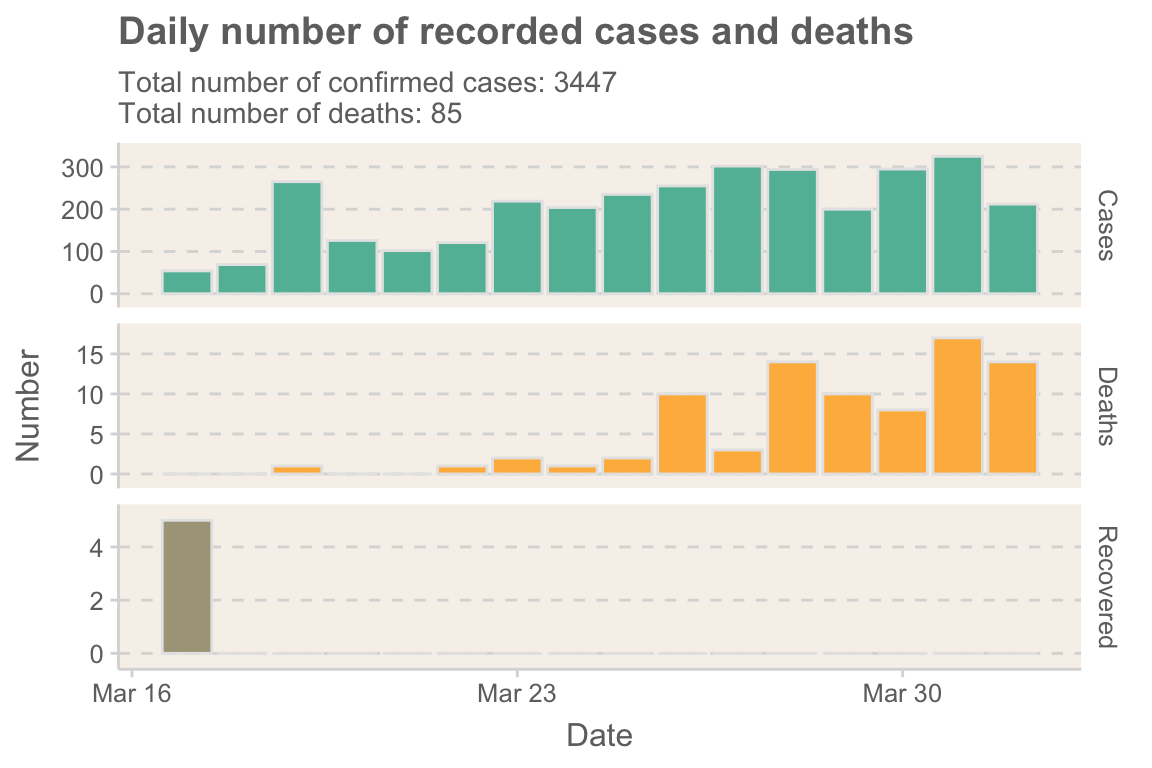 Daily number of recorded cases and deaths
Total number of confirmed cases: 3447
Total number of deaths: 85
300
200
100
0
Cases
15
10
5
0
Deaths
4
2
0
Recovered
Number
Mar 16
Mar 23
Mar 30
Date